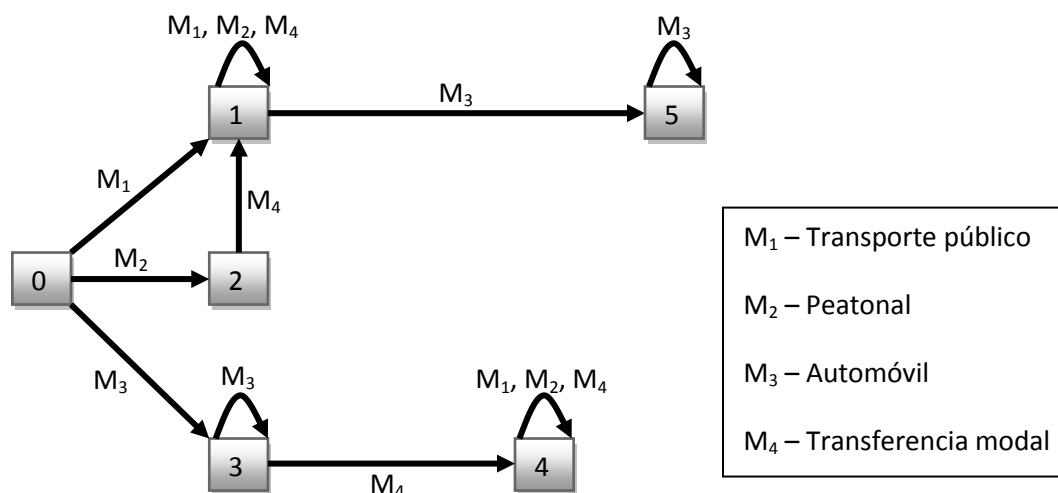 M₁, M₂, M₄
M₃
1
M₃
5
M₁
M₄
0
M₂
2
M₃
M₃
M₁, M₂, M₄
3
M₄
4
M₁ – Transporte público
M₂ – Peatonal
M₃ – Automóvil
M₄ – Transferencia modal